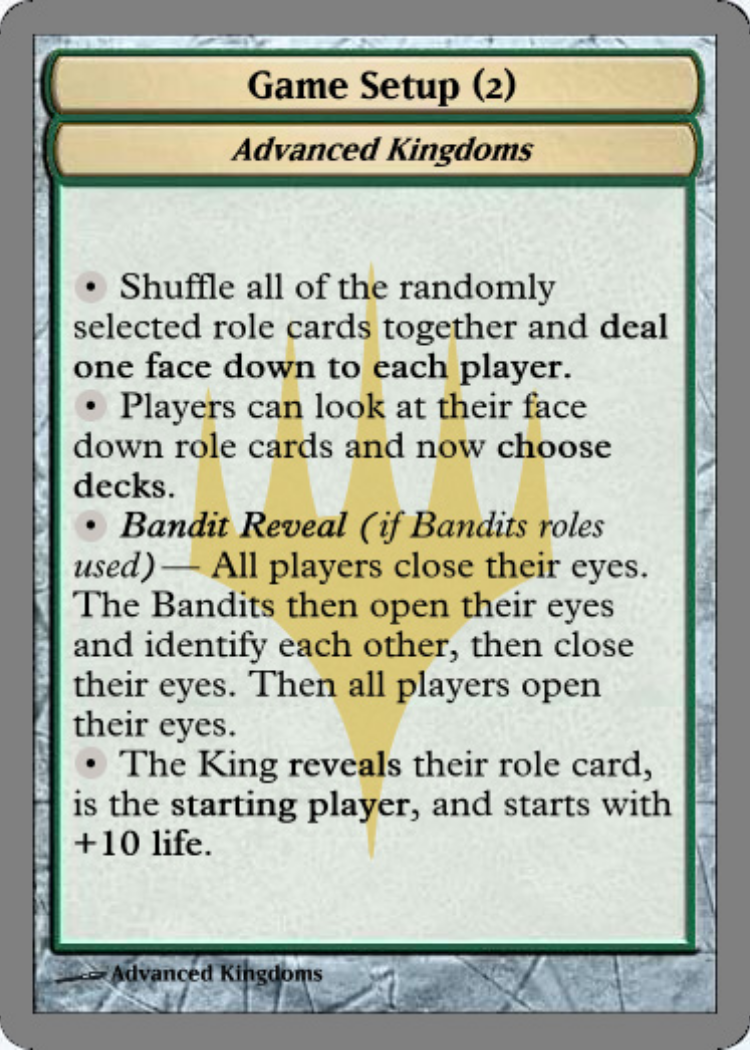 Game Setup (2)
Advanced Kingdoms
• Shuffle all of the randomly
selected role cards together and deal
one face down to each player.
• Players can look at their face
down role cards and now choose
decks.
• Bandit Reveal (if Bandits roles
used)— All players close their eyes.
The Bandits then open their eyes
and identify each other, then close
their eyes. Then all players open
their eyes.
• The King reveals their role card,
is the starting player, and starts with
+10 life.
Advanced Kingdoms